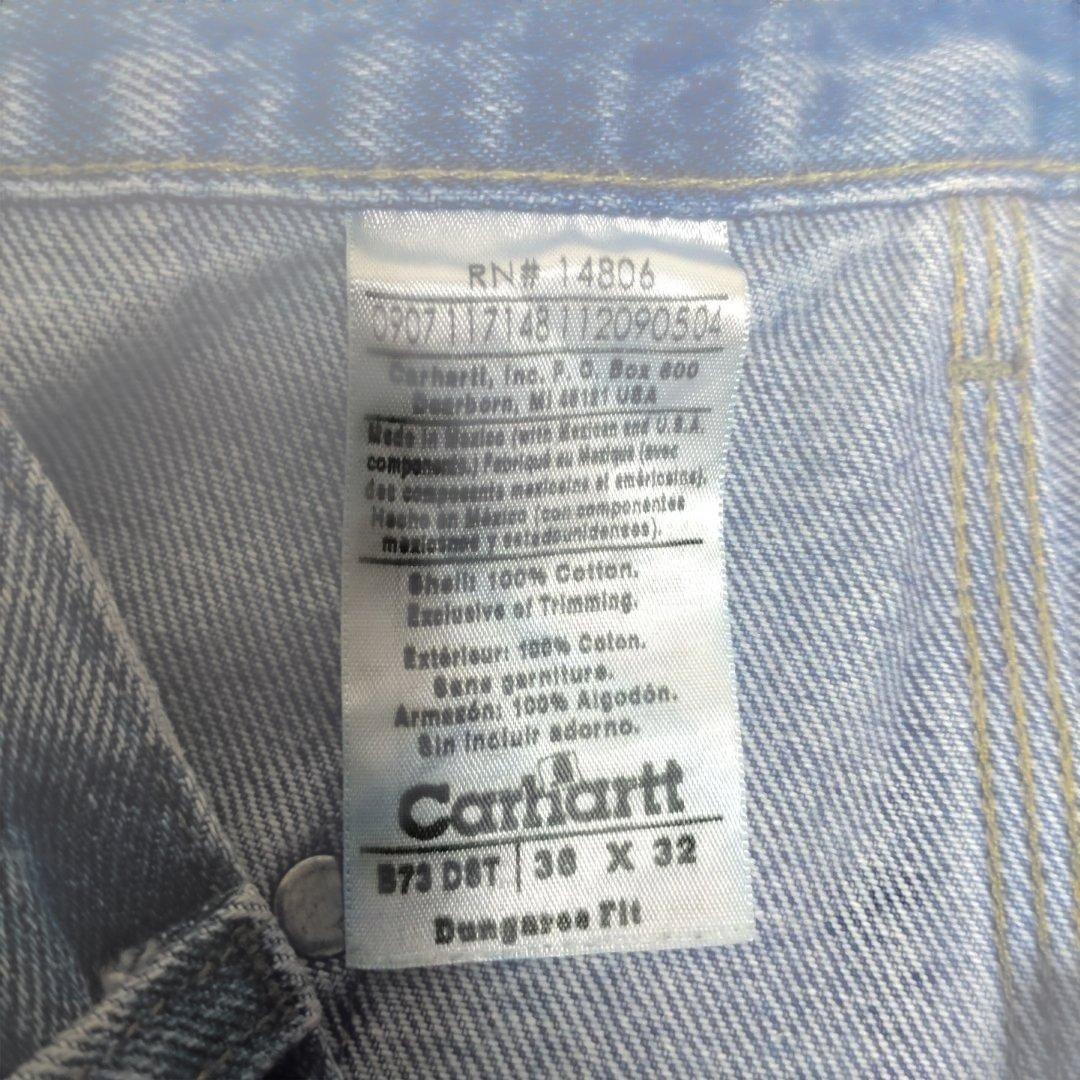 RN# 14806
0907117148112090504
Carhartt, Inc. P. O. Box 600
Dearborn, MI 48121 USA
Made in Mexico (with Mexican and U.S.A.
components.) Fabriqué au Mexique (avec
des composants mexicains et américains).
Hecho en México (con componentes
mexicanos y estadounidenses).
Shell: 100% Cotton.
Exclusive of Trimming.
Extérieur: 100% Coton.
Sans garniture.
Armazón: 100% Algodón.
Sin incluir adorno.
Carhartt
B73 DST | 36 X 32
Dungaree Fit